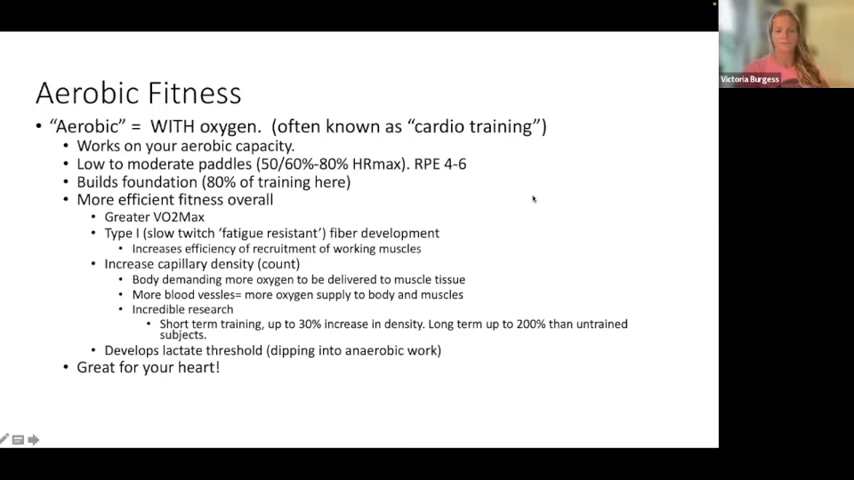 Aerobic Fitness
• “Aerobic” = WITH oxygen. (often known as “cardio training”)
• Works on your aerobic capacity.
• Low to moderate paddles (50/60%-80% HRmax). RPE 4-6
• Builds foundation (80% of training here)
• More efficient fitness overall
• Greater VO2Max
• Type I (slow twitch ‘fatigue resistant’) fiber development
• Increases efficiency of recruitment of working muscles
• Increase capillary density (count)
• Body demanding more oxygen to be delivered to muscle tissue
• More blood vessles= more oxygen supply to body and muscles
• Incredible research
• Short term training, up to 30% increase in density. Long term up to 200% than untrained
subjects.
• Develops lactate threshold (dipping into anaerobic work)
• Great for your heart!
Victoria Burgess